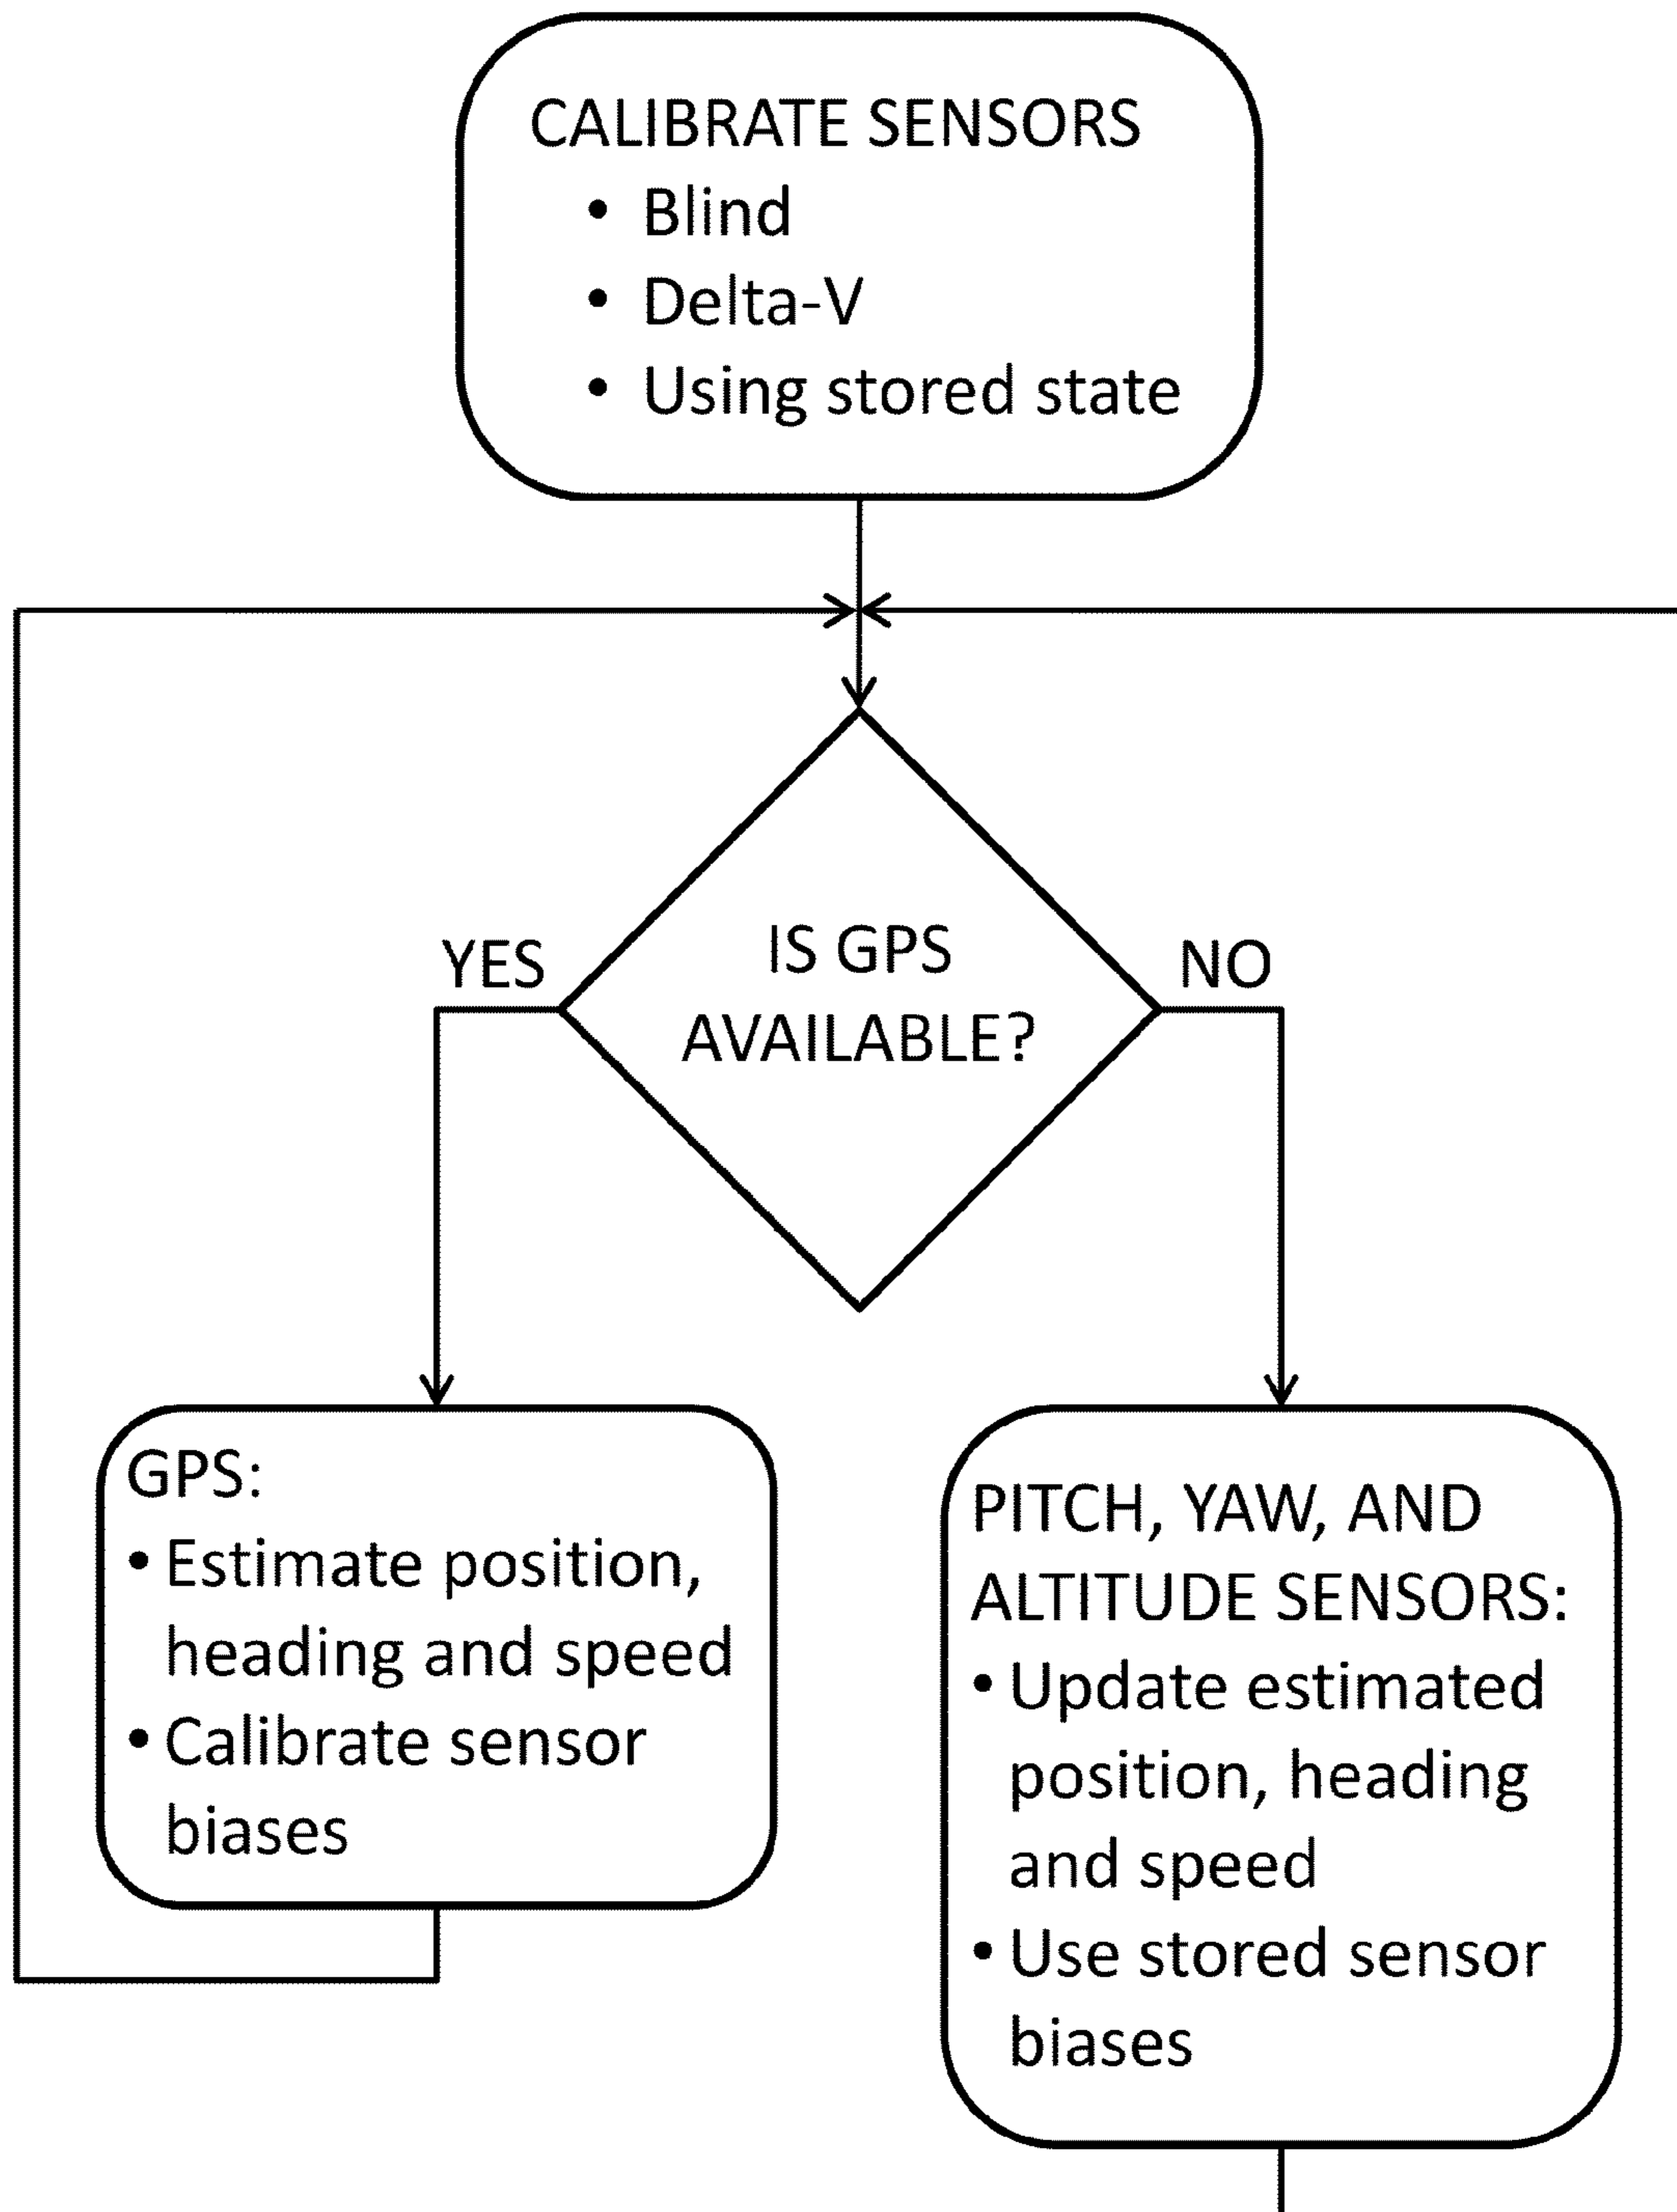 CALIBRATE SENSORS
• Blind
• Delta-V
• Using stored state
IS GPS
AVAILABLE?
YES
NO
GPS:
• Estimate position,
heading and speed
• Calibrate sensor
biases
PITCH, YAW, AND
ALTITUDE SENSORS:
• Update estimated
position, heading
and speed
• Use stored sensor
biases